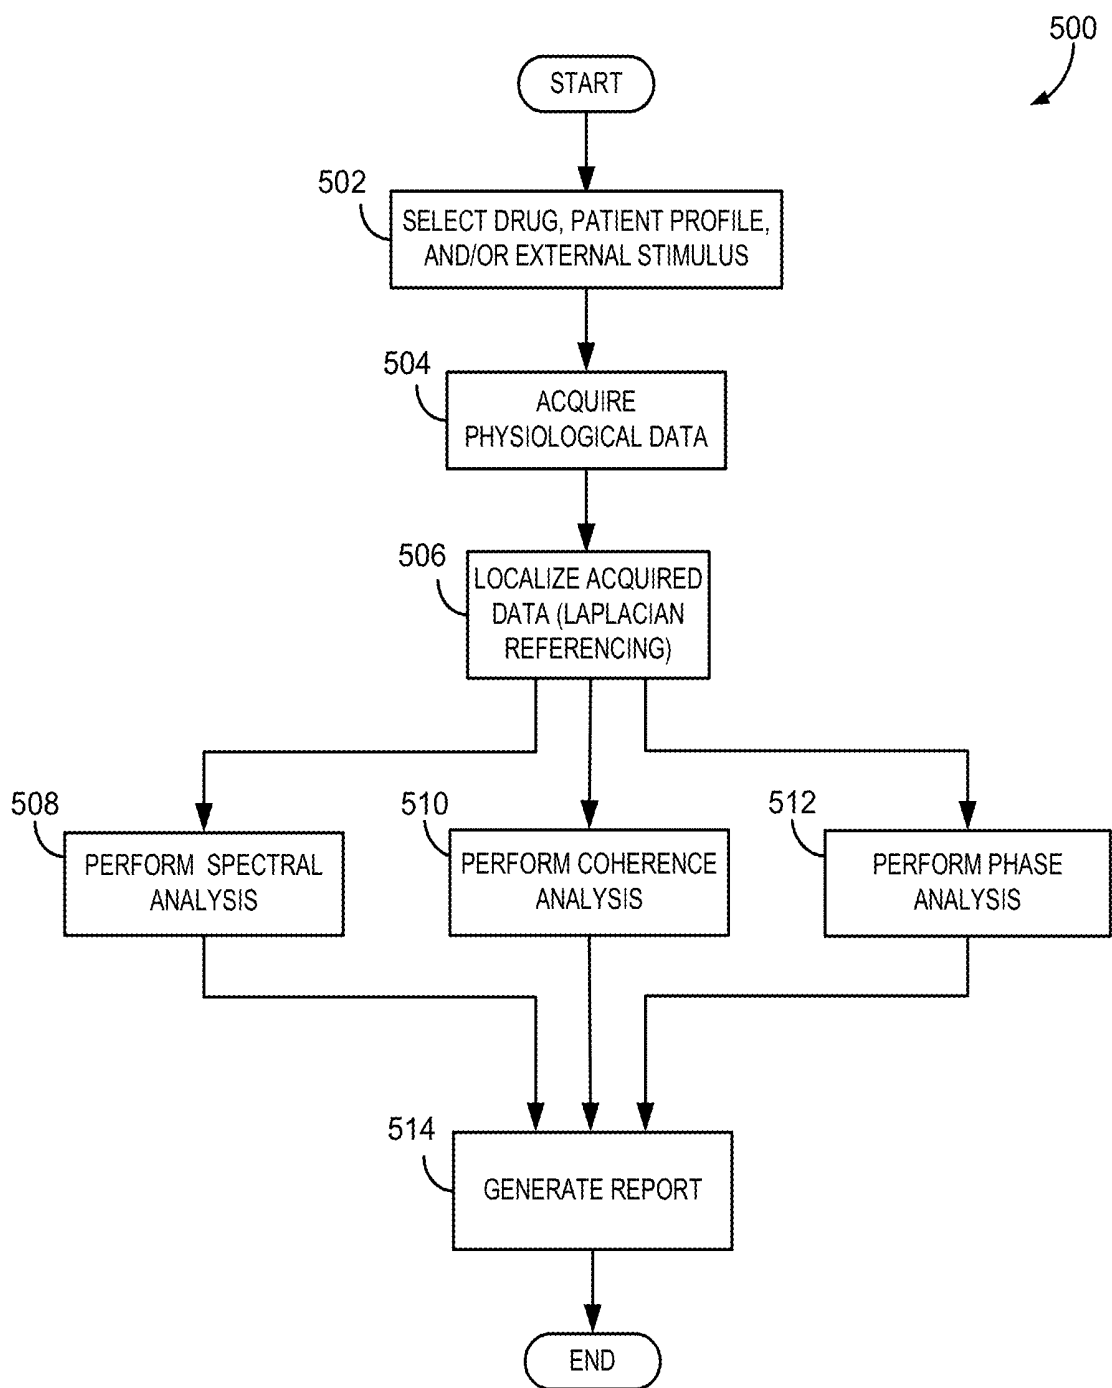 500
START
502
SELECT DRUG, PATIENT PROFILE,
AND/OR EXTERNAL STIMULUS
504
ACQUIRE
PHYSIOLOGICAL DATA
506
LOCALIZE ACQUIRED
DATA (LAPLACIAN
REFERENCING)
508
PERFORM SPECTRAL
ANALYSIS
510
PERFORM COHERENCE
ANALYSIS
512
PERFORM PHASE
ANALYSIS
514
GENERATE REPORT
END